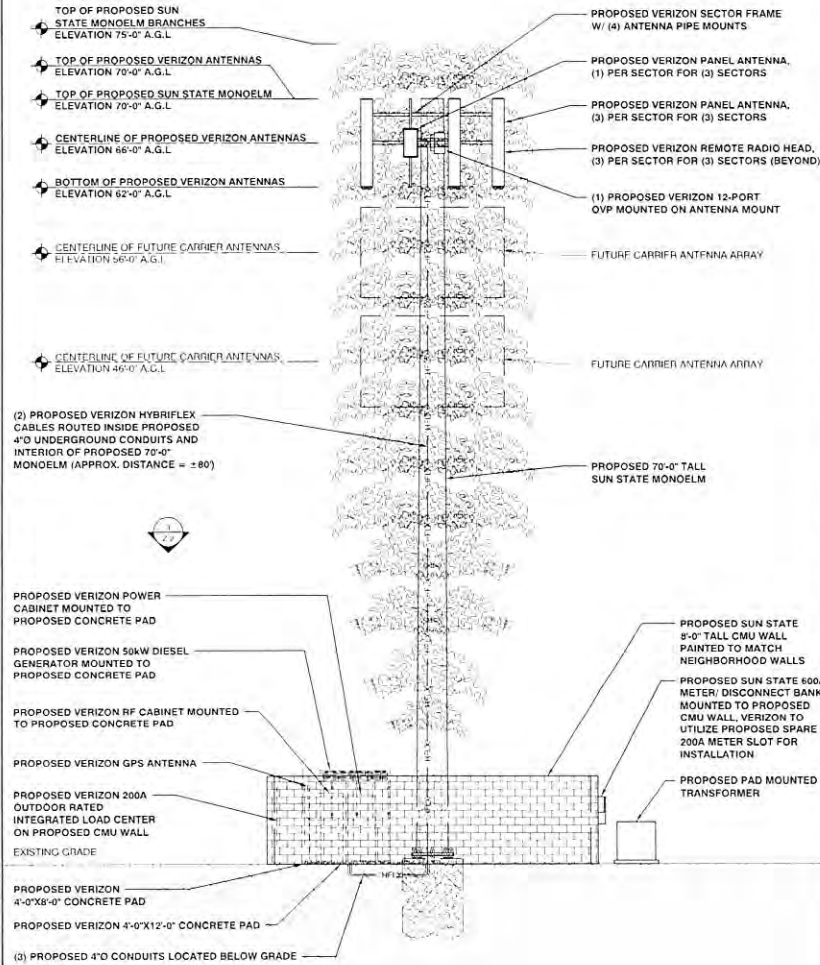 TOP OF PROPOSED SUN
STATE MONOELM BRANCHES
ELEVATION 75'-0" A.G.L
TOP OF PROPOSED VERIZON ANTENNAS
ELEVATION 70'-0" A.G.L
TOP OF PROPOSED SUN STATE MONOELM
ELEVATION 70'-0" A.G.L
CENTERLINE OF PROPOSED VERIZON ANTENNAS
ELEVATION 66'-0" A.G.L
BOTTOM OF PROPOSED VERIZON ANTENNAS
ELEVATION 62'-0" A.G.L
CENTERLINE OF FUTURE CARRIER ANTENNAS
ELEVATION 56'-0" A.G.L
CENTERLINE OF FUTURE CARRIER ANTENNAS
ELEVATION 46'-0" A.G.L
(2) PROPOSED VERIZON HYBRIFLEX
CABLES ROUTED INSIDE PROPOSED
4"Ø UNDERGROUND CONDUITS AND
INTERIOR OF PROPOSED 70'-0"
MONOELM (APPROX. DISTANCE = ±80')
PROPOSED VERIZON POWER
CABINET MOUNTED TO
PROPOSED CONCRETE PAD
PROPOSED VERIZON 50kW DIESEL
GENERATOR MOUNTED TO
PROPOSED CONCRETE PAD
PROPOSED VERIZON RF CABINET MOUNTED
TO PROPOSED CONCRETE PAD
PROPOSED VERIZON GPS ANTENNA
PROPOSED VERIZON 200A
OUTDOOR RATED
INTEGRATED LOAD CENTER
ON PROPOSED CMU WALL
EXISTING GRADE
PROPOSED VERIZON
4'-0"X8'-0" CONCRETE PAD
PROPOSED VERIZON 4'-0"X12'-0" CONCRETE PAD
(3) PROPOSED 4"Ø CONDUITS LOCATED BELOW GRADE
PROPOSED VERIZON SECTOR FRAME
W/ (4) ANTENNA PIPE MOUNTS
PROPOSED VERIZON PANEL ANTENNA,
(1) PER SECTOR FOR (3) SECTORS
PROPOSED VERIZON PANEL ANTENNA,
(3) PER SECTOR FOR (3) SECTORS
PROPOSED VERIZON REMOTE RADIO HEAD,
(3) PER SECTOR FOR (3) SECTORS (BEYOND)
(1) PROPOSED VERIZON 12-PORT
OVP MOUNTED ON ANTENNA MOUNT
FUTURE CARRIER ANTENNA ARRAY
FUTURE CARRIER ANTENNA ARRAY
PROPOSED 70'-0" TALL
SUN STATE MONOELM
PROPOSED SUN STATE
8'-0" TALL CMU WALL
PAINTED TO MATCH
NEIGHBORHOOD WALLS
PROPOSED SUN STATE 600A
METER/ DISCONNECT BANK
MOUNTED TO PROPOSED
CMU WALL, VERIZON TO
UTILIZE PROPOSED SPARE
200A METER SLOT FOR
INSTALLATION
PROPOSED PAD MOUNTED
TRANSFORMER